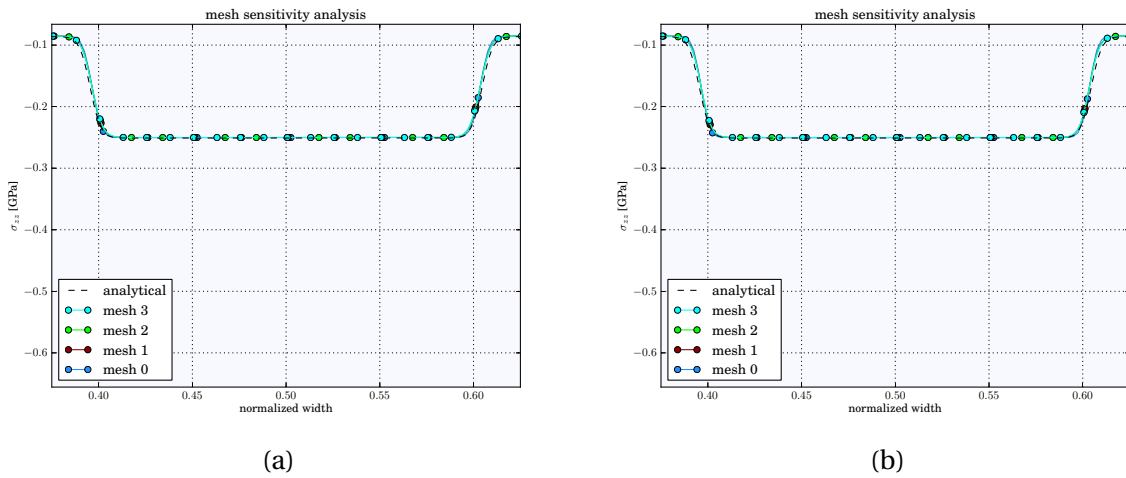 mesh sensitivity analysis
−0.1
−0.2
−0.3
−0.4
−0.5
−0.6
σzz [GPa]
analytical
mesh 3
mesh 2
mesh 1
mesh 0
0.40 0.45 0.50 0.55 0.60
normalized width
(a)
mesh sensitivity analysis
−0.1
−0.2
−0.3
−0.4
−0.5
−0.6
σzz [GPa]
analytical
mesh 3
mesh 2
mesh 1
mesh 0
0.40 0.45 0.50 0.55 0.60
normalized width
(b)